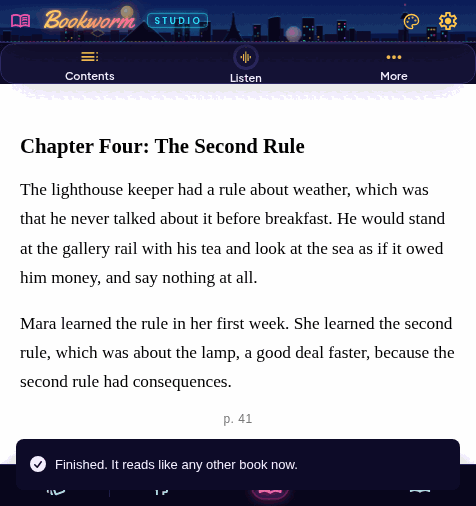 Bookworm
STUDIO
Contents
Listen
More
Chapter Four: The Second Rule
The lighthouse keeper had a rule about weather, which was
that he never talked about it before breakfast. He would stand
at the gallery rail with his tea and look at the sea as if it owed
him money, and say nothing at all.
Mara learned the rule in her first week. She learned the second
rule, which was about the lamp, a good deal faster, because the
second rule had consequences.
p. 41
Finished. It reads like any other book now.